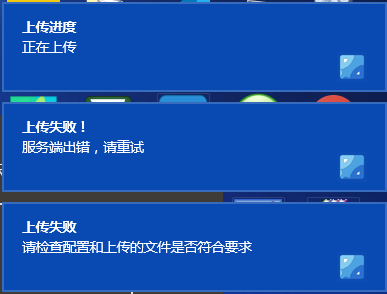 上传进度
正在上传
上传失败！
服务端出错，请重试
上传失败
请检查配置和上传的文件是否符合要求